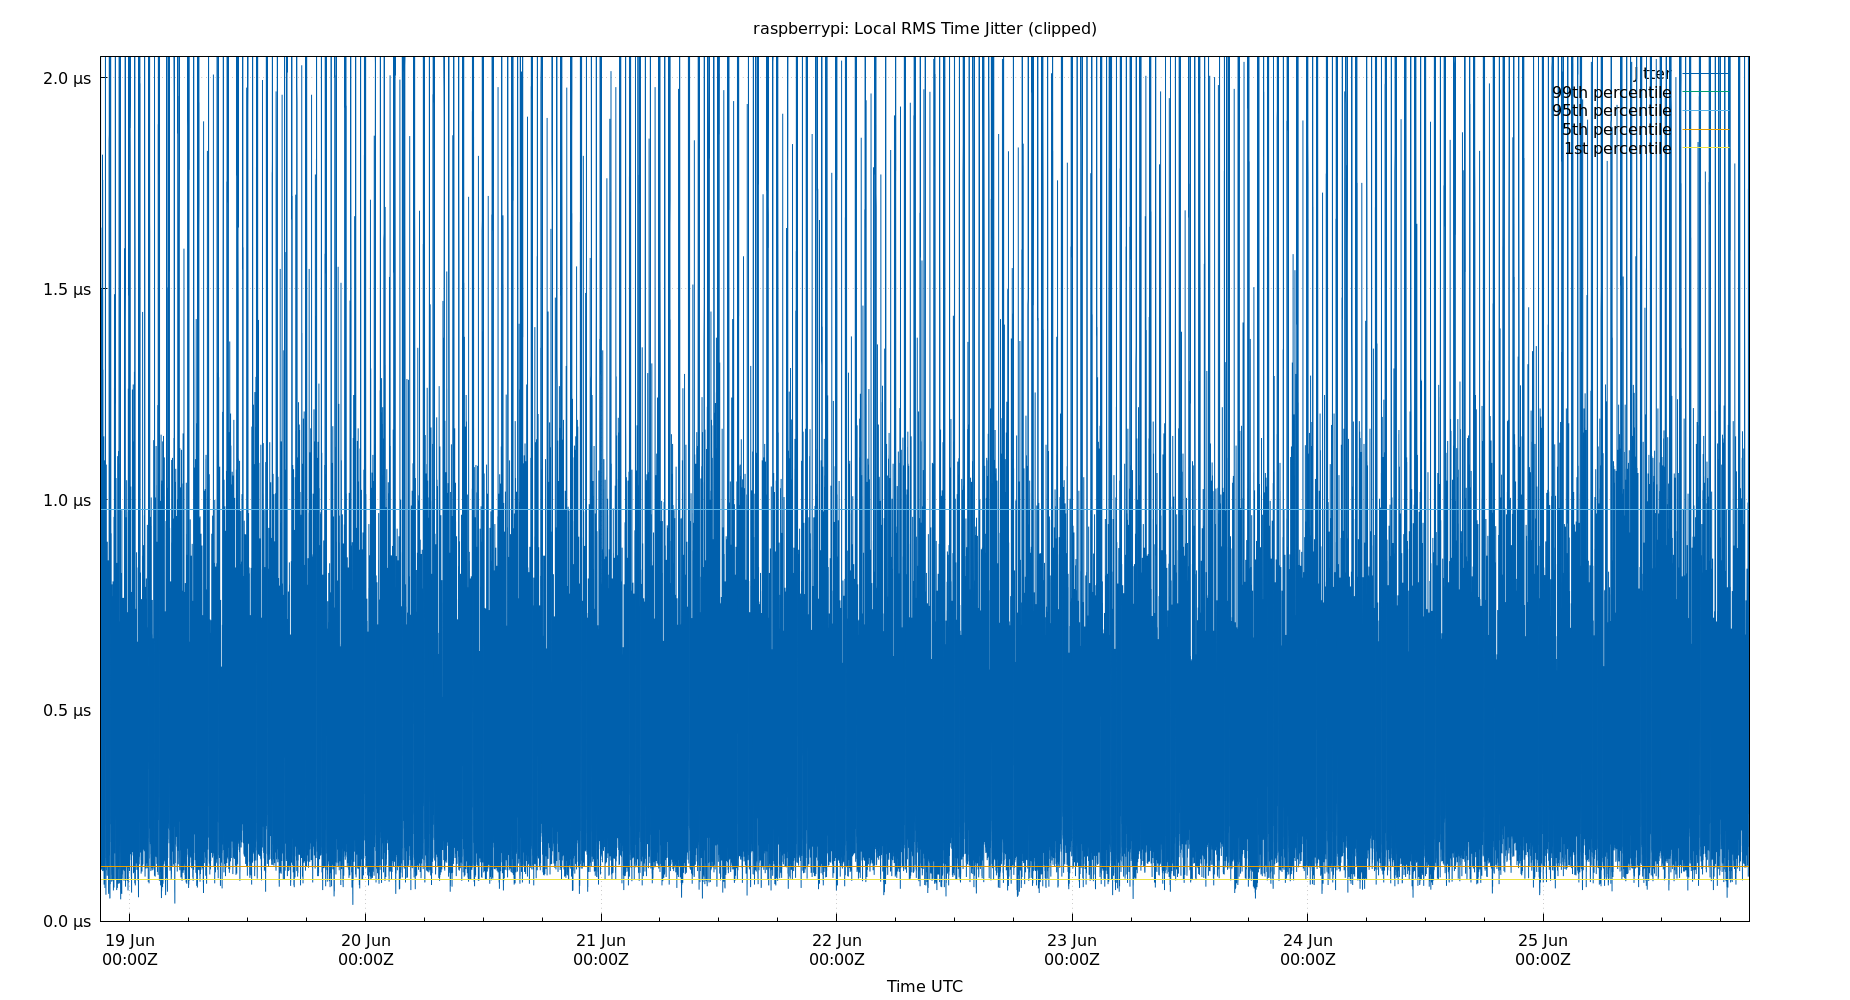 raspberrypi: Local RMS Time Jitter (clipped)
2.0 µs
1.5 µs
1.0 µs
0.5 µs
0.0 µs
Jitter
99th percentile
95th percentile
5th percentile
1st percentile
19 Jun 20 Jun 21 Jun 22 Jun 23 Jun 24 Jun 25 Jun
00:00Z 00:00Z 00:00Z 00:00Z 00:00Z 00:00Z 00:00Z
Time UTC